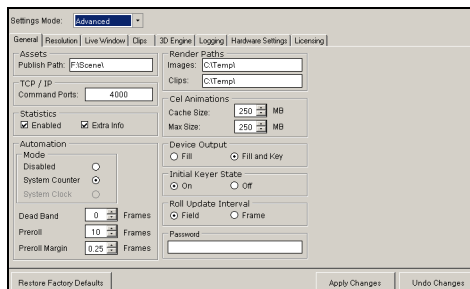 Settings Mode: Advanced
General Resolution Live Window Clips 3D Engine Logging Hardware Settings Licensing
Assets
Publish Path: F:\Scene\
TCP / IP
Command Ports: 4000
Statistics
Enabled Extra Info
Automation
Mode
Disabled
System Counter
System Clock
Dead Band 0 Frames
Preroll 10 Frames
Preroll Margin 0.25 Frames
Render Paths
Images: C:\Temp\
Clips: C:\Temp\
Cel Animations
Cache Size: 250 MB
Max Size: 250 MB
Device Output
Fill Fill and Key
Initial Keyer State
On Off
Roll Update Interval
Field Frame
Password
Restore Factory Defaults Apply Changes Undo Changes